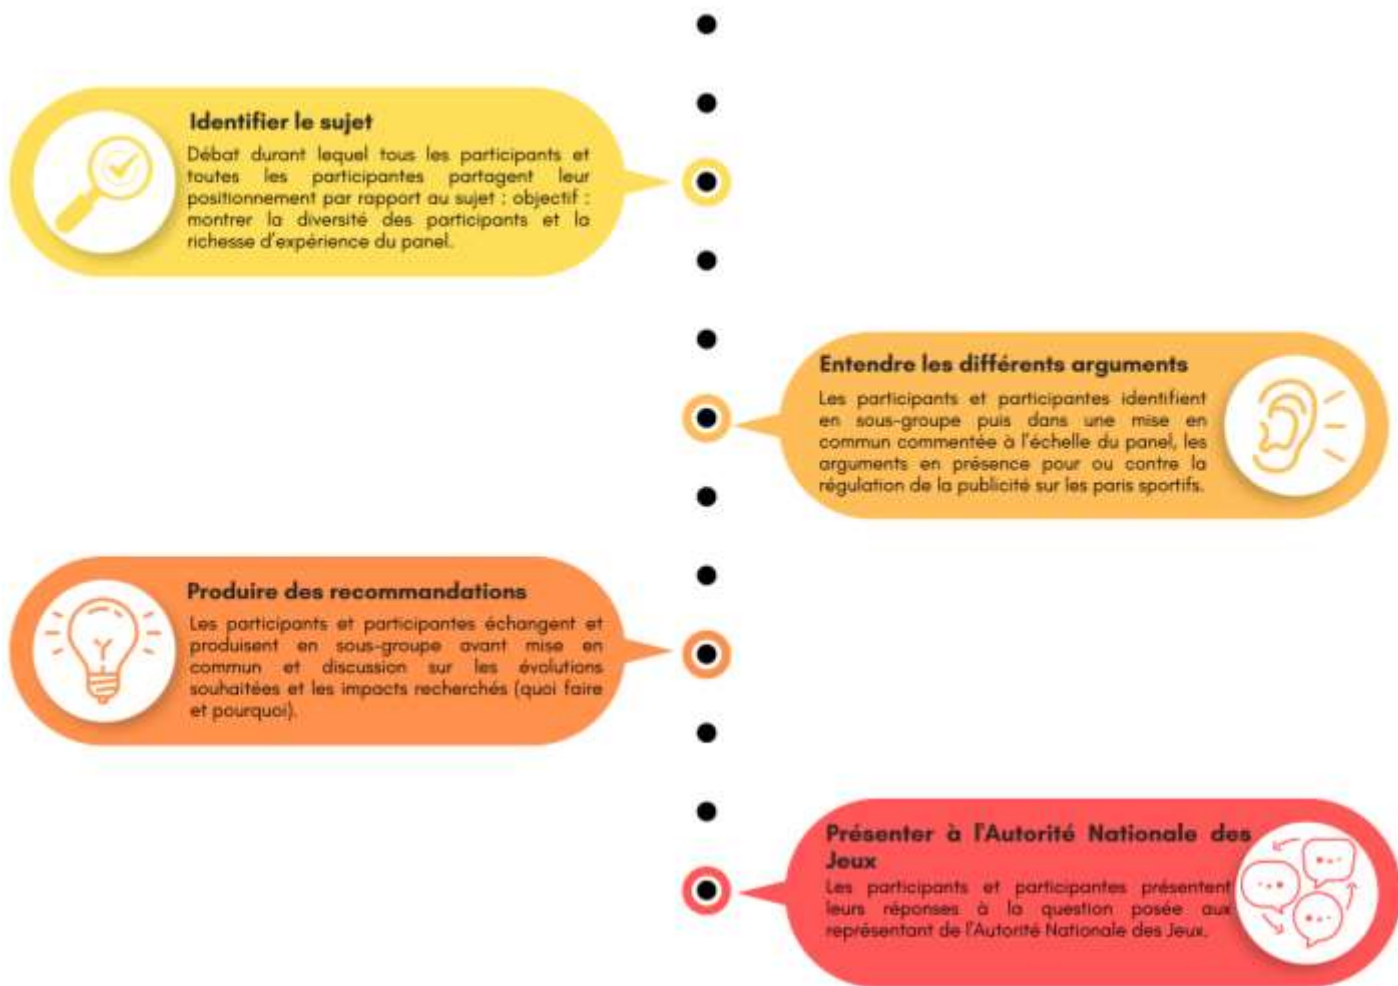 Identifier le sujet
Débat durant lequel tous les participants et
toutes les participantes partagent leur
positionnement par rapport au sujet ; objectif :
montrer la diversité des participants et la
richesse d'expérience du panel.
Entendre les différents arguments
Les participants et participantes identifient
en sous-groupe puis dans une mise en
commun commentée à l'échelle du panel, les
arguments en présence pour ou contre la
régulation de la publicité sur les paris sportifs.
Produire des recommandations
Les participants et participantes échangent et
produisent en sous-groupe avant mise en
commun et discussion sur les évolutions
souhaitées et les impacts recherchés (quoi faire
et pourquoi).
Présenter à l'Autorité Nationale des
Jeux
Les participants et participantes présentent
leurs réponses à la question posée aux
représentant de l'Autorité Nationale des Jeux.